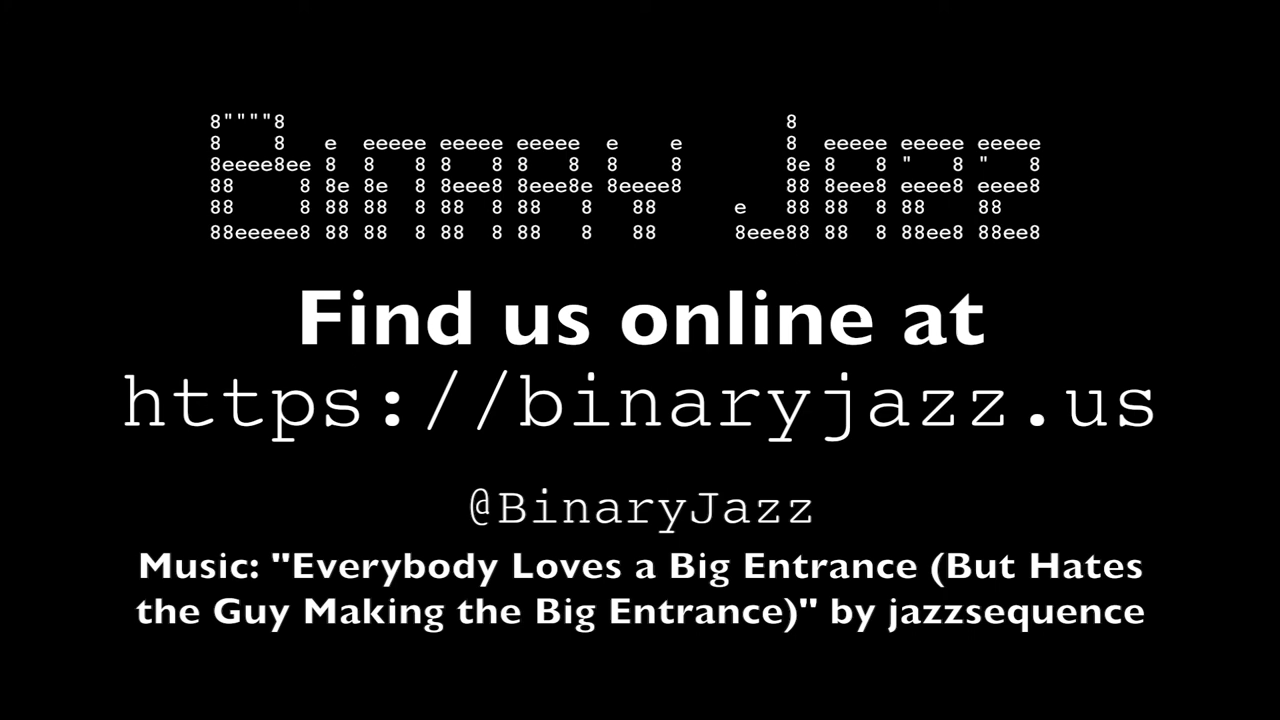 Binary Jazz
Find us online at
https://binaryjazz.us
@BinaryJazz
Music: "Everybody Loves a Big Entrance (But Hates
the Guy Making the Big Entrance)" by jazzsequence